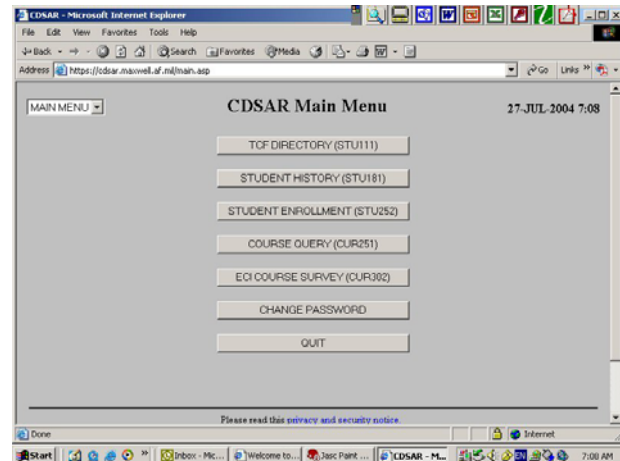 CDSAR - Microsoft Internet Explorer
File Edit View Favorites Tools Help
Back Search Favorites Media
Address https://cdsar.maxwell.af.mil/main.asp Go Links »
MAIN MENU CDSAR Main Menu 27-JUL-2004 7:08
TCF DIRECTORY (STU111)
STUDENT HISTORY (STU181)
STUDENT ENROLLMENT (STU252)
COURSE QUERY (CUR251)
ECI COURSE SURVEY (CUR302)
CHANGE PASSWORD
QUIT
Please read this privacy and security notice.
Done Internet
Start » Inbox - Mic... Welcome to... Jasc Paint ... CDSAR - M... EN 7:08 AM